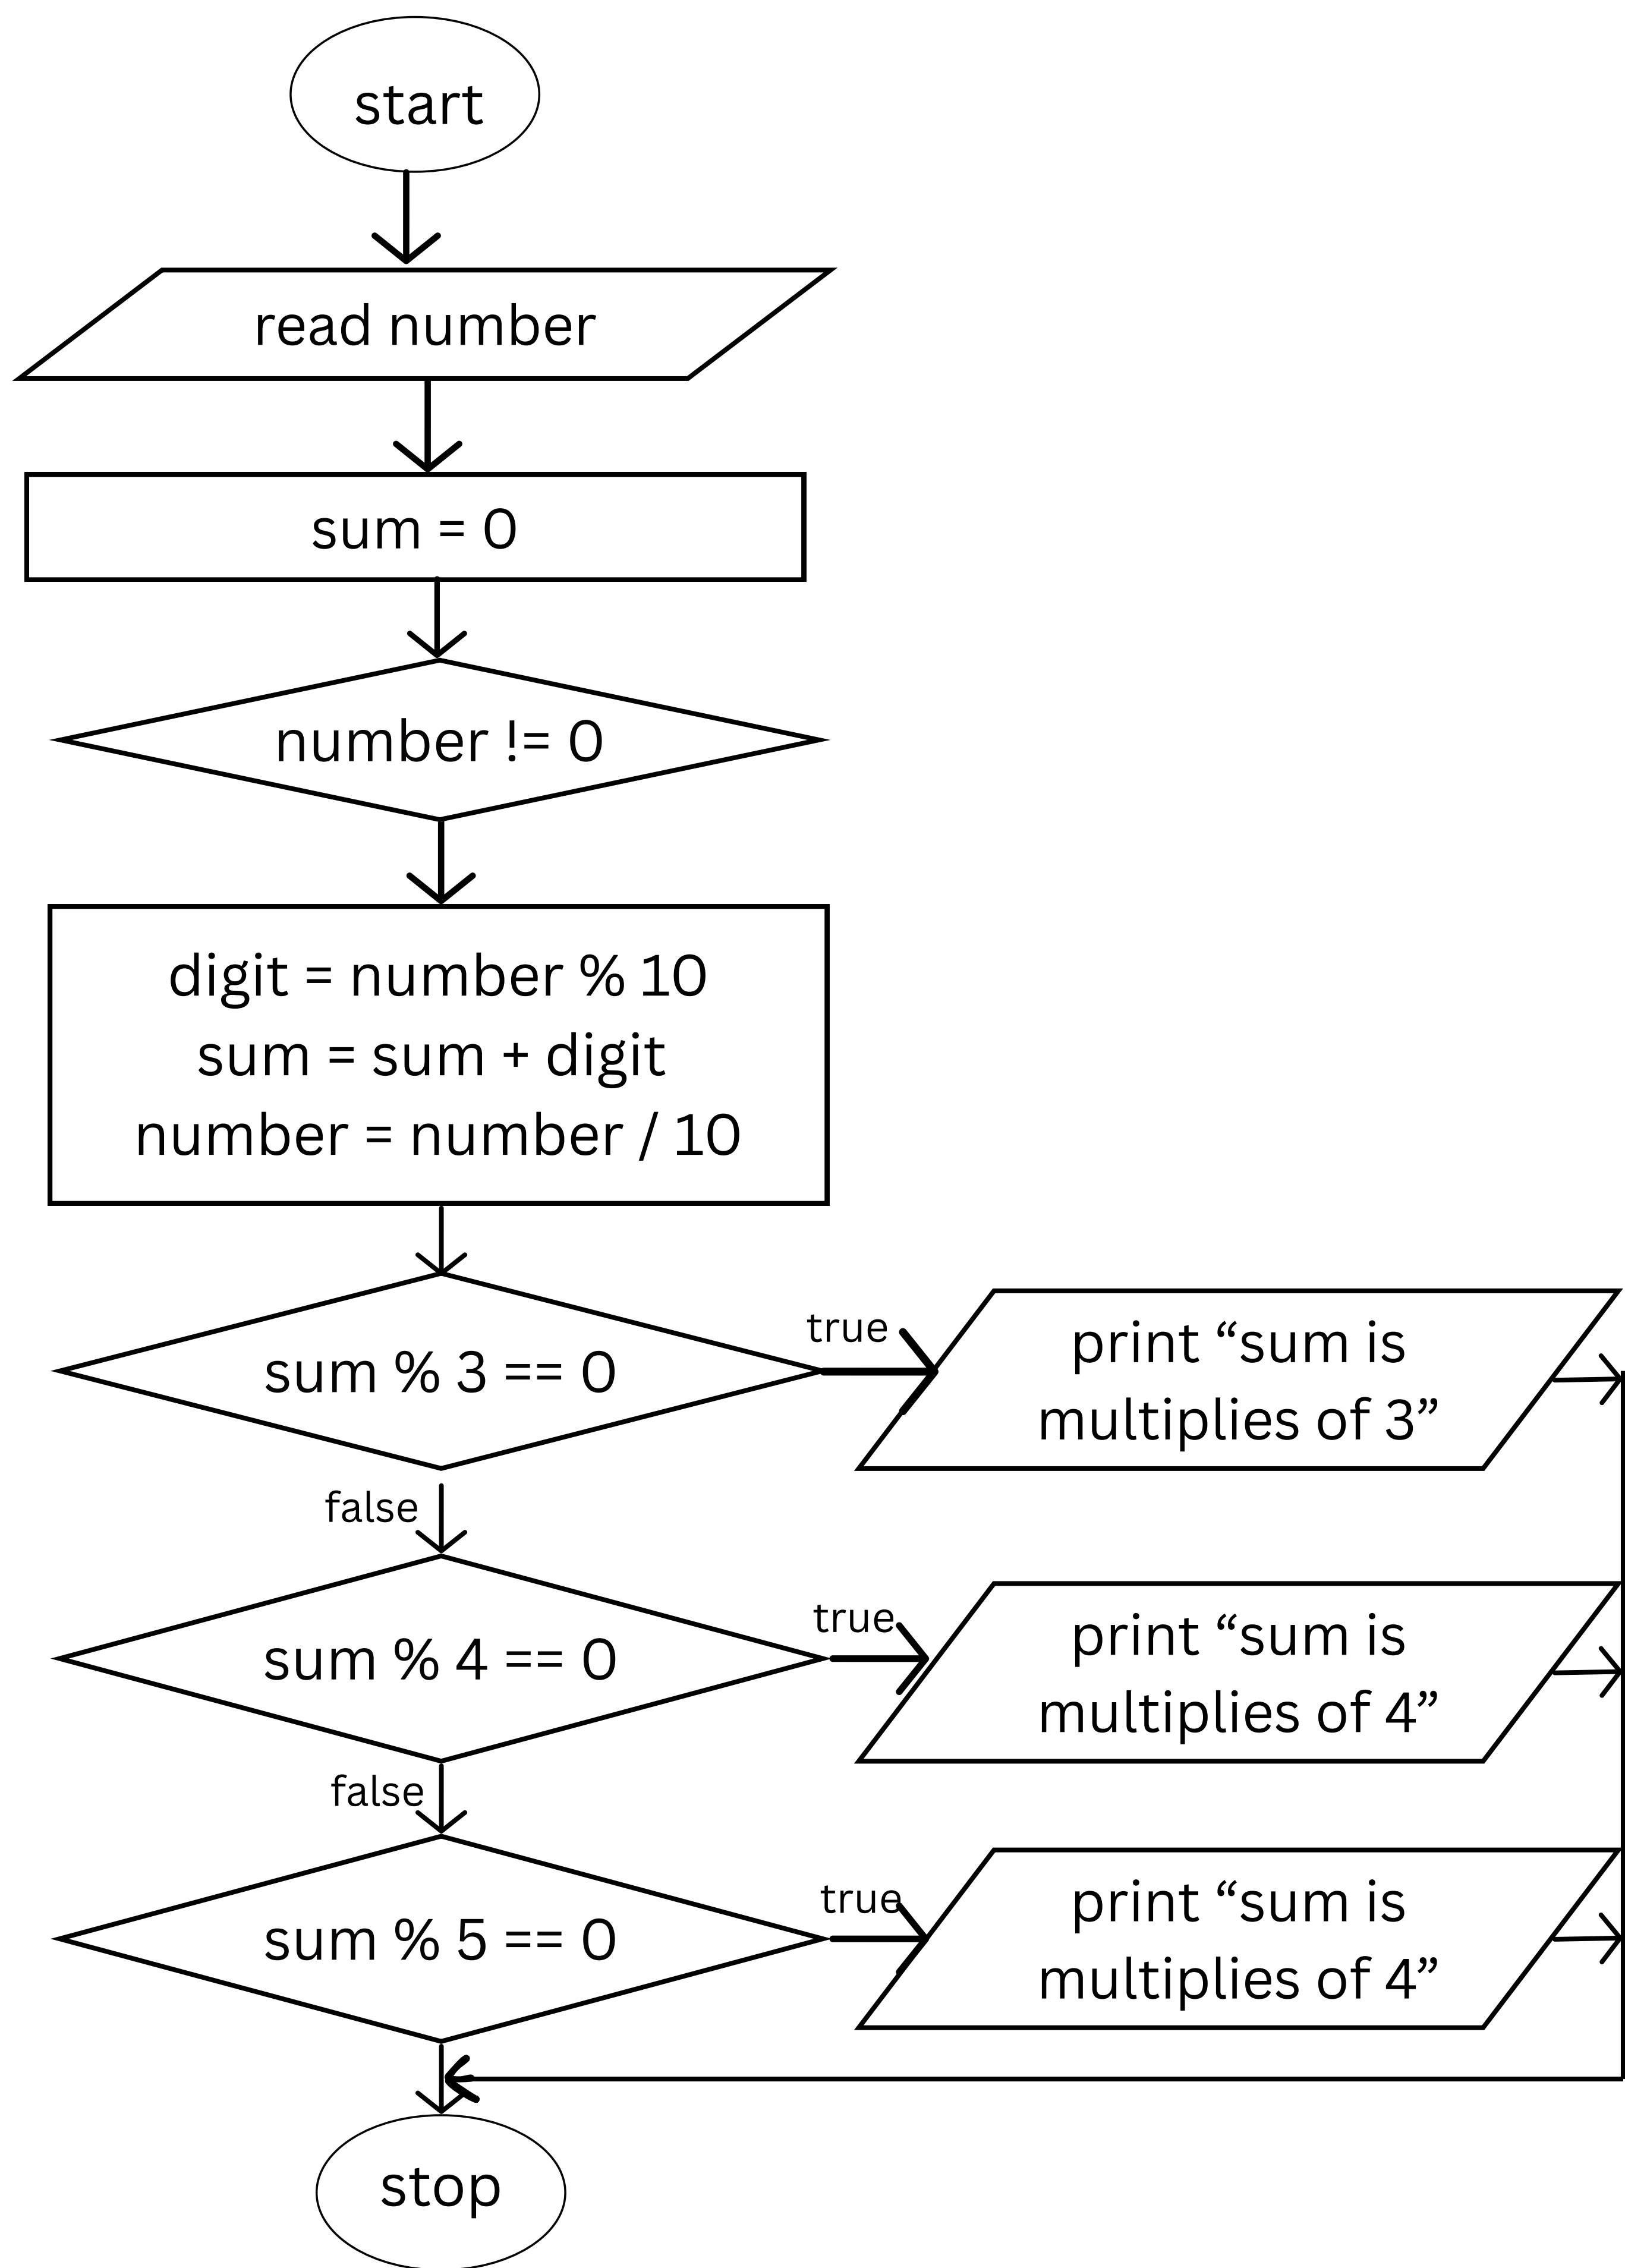 start
read number
sum = 0
number != 0
digit = number % 10
sum = sum + digit
number = number / 10
sum % 3 == 0
true
print “sum is
multiplies of 3”
false
sum % 4 == 0
true
print “sum is
multiplies of 4”
false
sum % 5 == 0
true
print “sum is
multiplies of 4”
stop